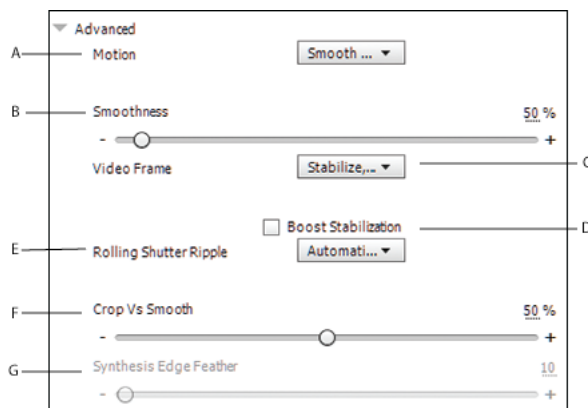 Advanced
A Motion Smooth ...
B Smoothness 50 %
- +
Video Frame Stabilize,... C
Boost Stabilization D
E Rolling Shutter Ripple Automati...
F Crop Vs Smooth 50 %
- +
G Synthesis Edge Feather 10
- +